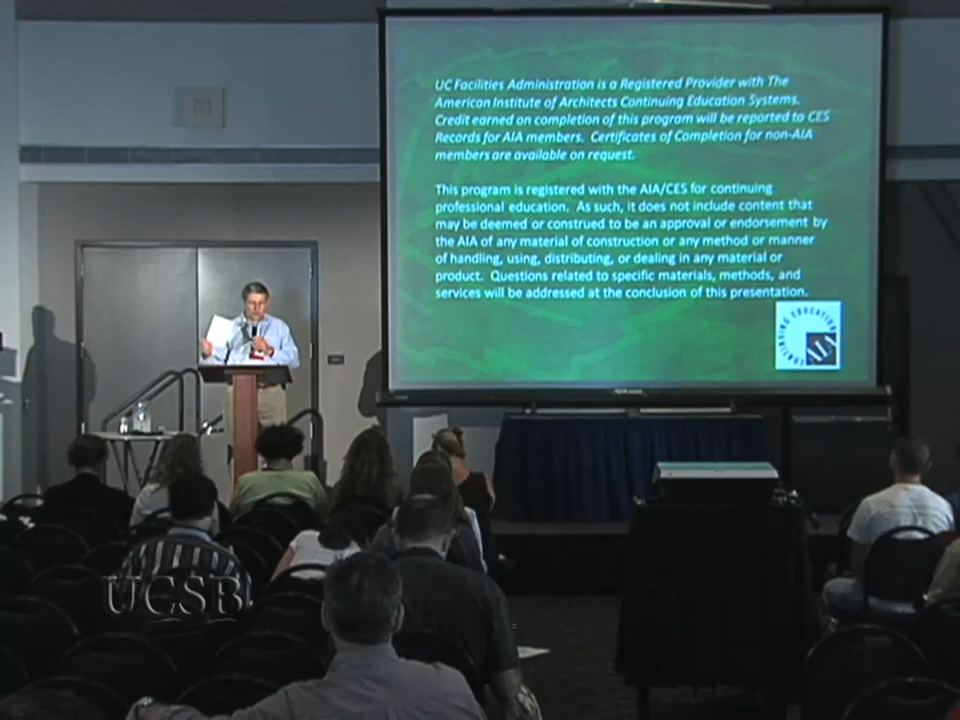 UC Facilities Administration is a Registered Provider with The
American Institute of Architects Continuing Education Systems.
Credit earned on completion of this program will be reported to CES
Records for AIA members. Certificates of Completion for non-AIA
members are available on request.
This program is registered with the AIA/CES for continuing
professional education. As such, it does not include content that
may be deemed or construed to be an approval or endorsement by
the AIA of any material of construction or any method or manner
of handling, using, distributing, or dealing in any material or
product. Questions related to specific materials, methods, and
services will be addressed at the conclusion of this presentation.
CONTINUING EDUCATION
AIA
UCSB